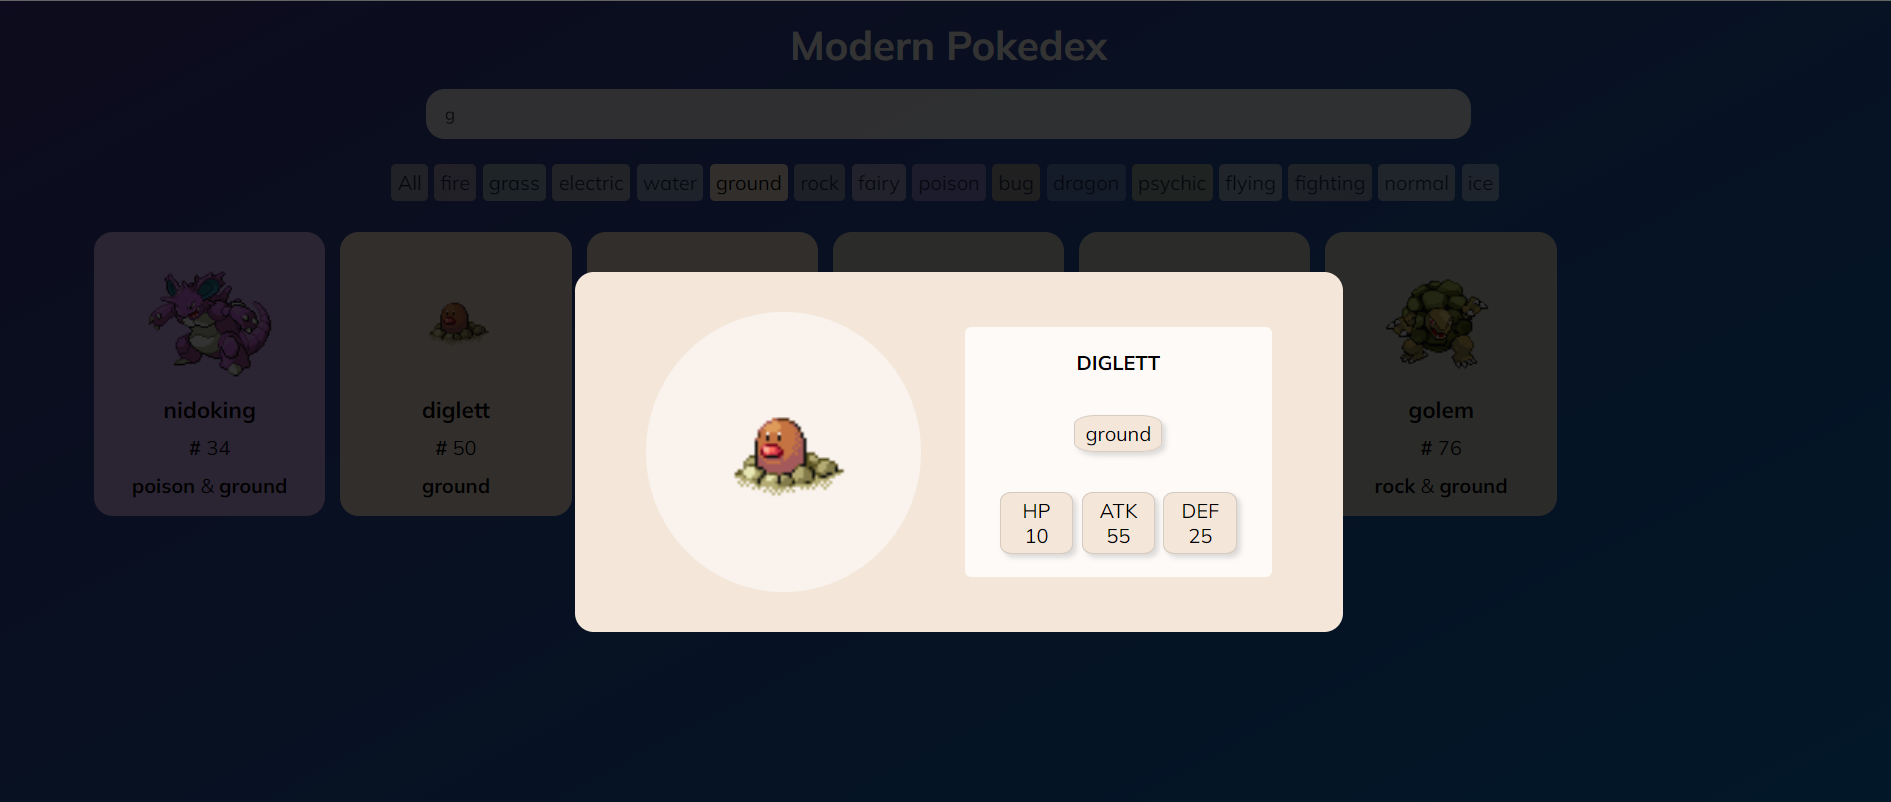 Modern Pokedex
g
All fire grass electric water ground rock fairy poison bug dragon psychic flying fighting normal ice
nidoking
# 34
poison & ground
diglett
# 50
ground
DIGLETT
ground
HP ATK DEF
10 55 25
golem
# 76
rock & ground